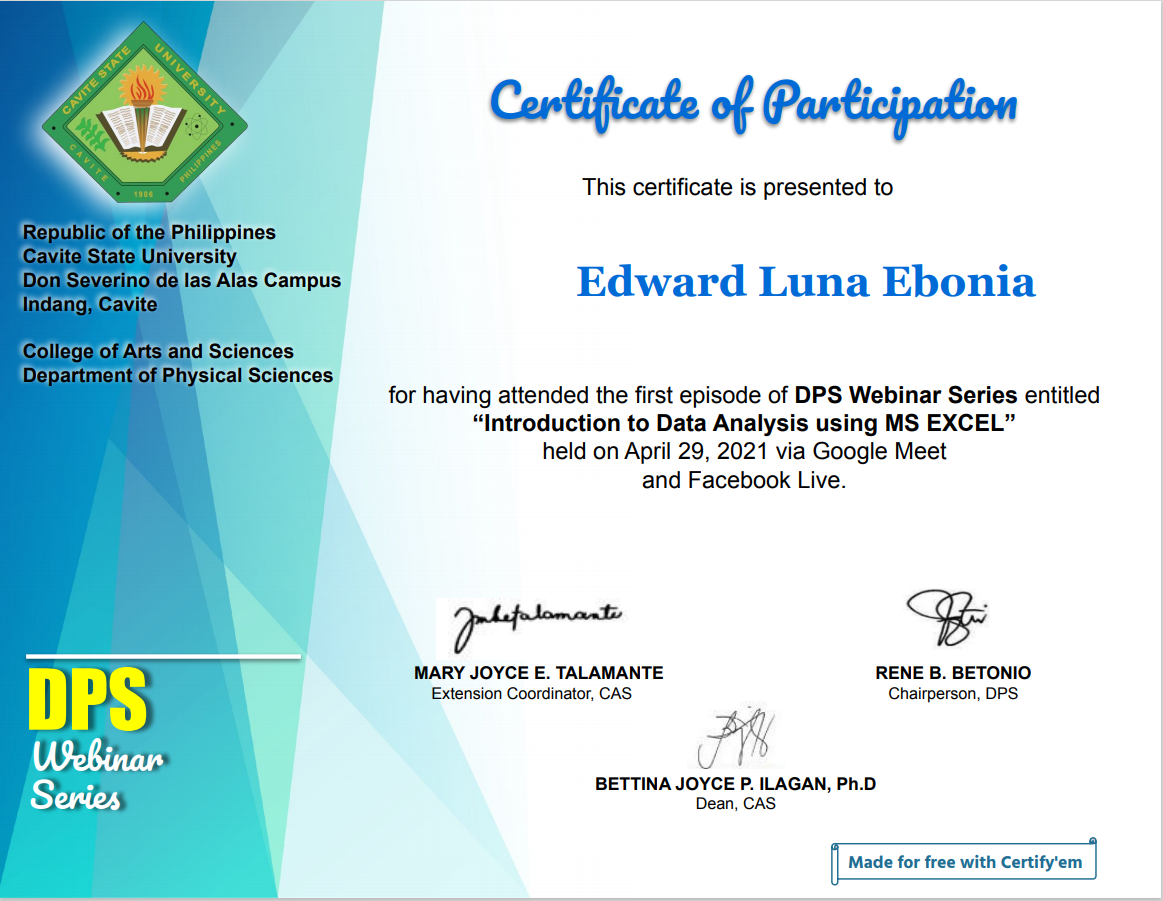 CAVITE STATE UNIVERSITY
CAVITE PHILIPPINES
1906
Republic of the Philippines
Cavite State University
Don Severino de las Alas Campus
Indang, Cavite
College of Arts and Sciences
Department of Physical Sciences
DPS
Webinar
Series
Certificate of Participation
This certificate is presented to
Edward Luna Ebonia
for having attended the first episode of DPS Webinar Series entitled
“Introduction to Data Analysis using MS EXCEL”
held on April 29, 2021 via Google Meet
and Facebook Live.
MARY JOYCE E. TALAMANTE
Extension Coordinator, CAS
RENE B. BETONIO
Chairperson, DPS
BETTINA JOYCE P. ILAGAN, Ph.D
Dean, CAS
Made for free with Certify'em